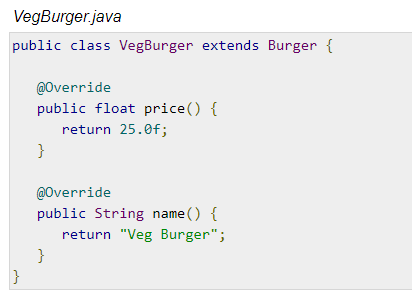 VegBurger.java
public class VegBurger extends Burger {
@Override
public float price() {
return 25.0f;
}
@Override
public String name() {
return "Veg Burger";
}
}